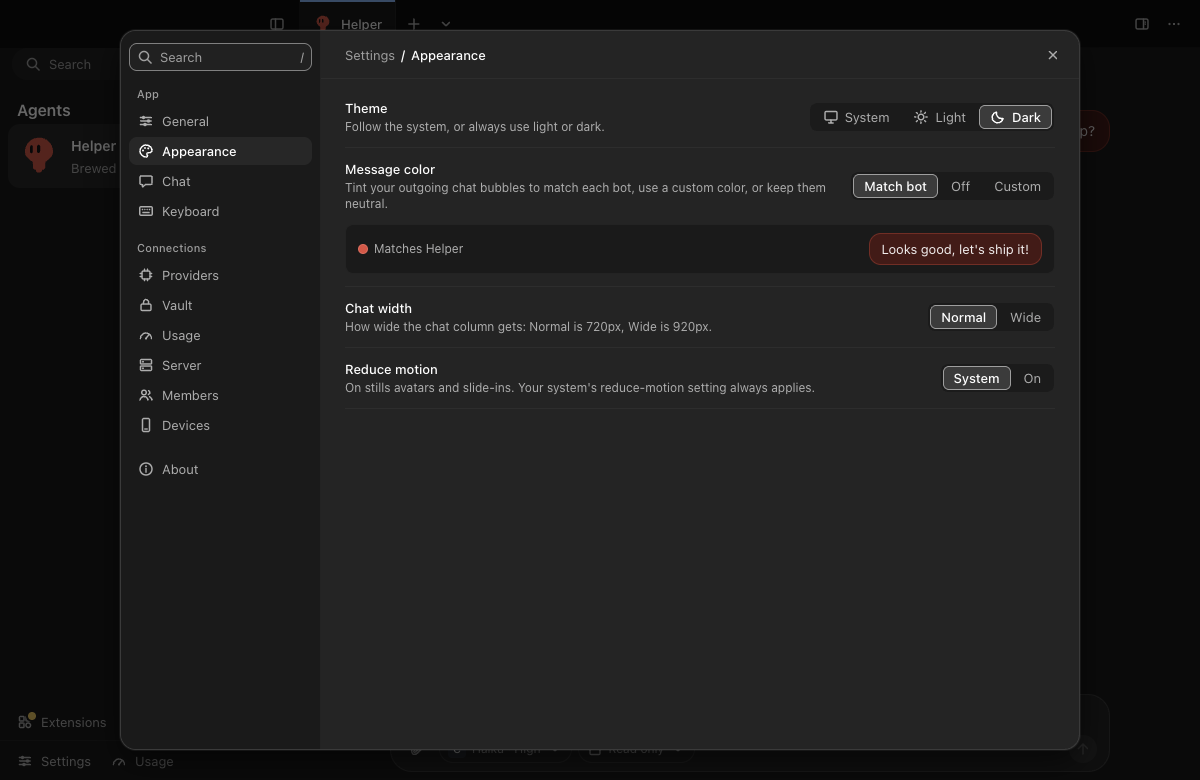 Helper
Search
Agents
Helper
Brewed
p?
Search /
App
General
Appearance
Chat
Keyboard
Connections
Providers
Vault
Usage
Server
Members
Devices
About
Settings / Appearance
Theme
Follow the system, or always use light or dark.
System Light Dark
Message color
Tint your outgoing chat bubbles to match each bot, use a custom color, or keep them
neutral.
Match bot Off Custom
Matches Helper
Looks good, let's ship it!
Chat width
How wide the chat column gets: Normal is 720px, Wide is 920px.
Normal Wide
Reduce motion
On stills avatars and slide-ins. Your system's reduce-motion setting always applies.
System On
Extensions
Settings Usage